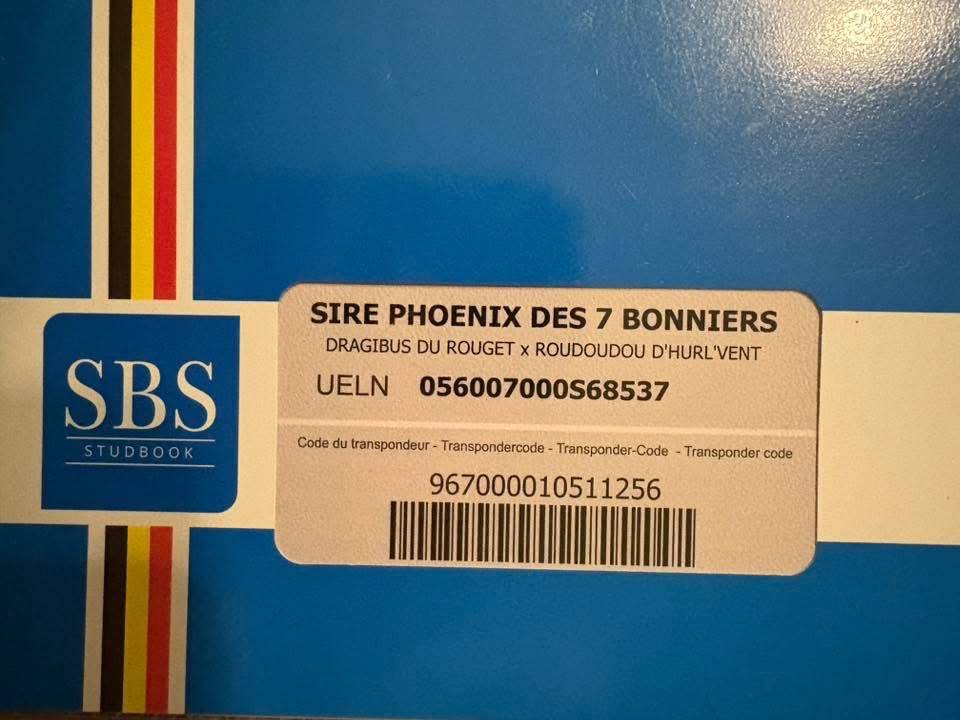 SIRE PHOENIX DES 7 BONNIERS
DRAGIBUS DU ROUGET x ROUDOUDOU D'HURL'VENT
UELN 056007000S68537
SBS
STUDBOOK
Code du transpondeur - Transpondercode - Transponder-Code - Transponder code
967000010511256